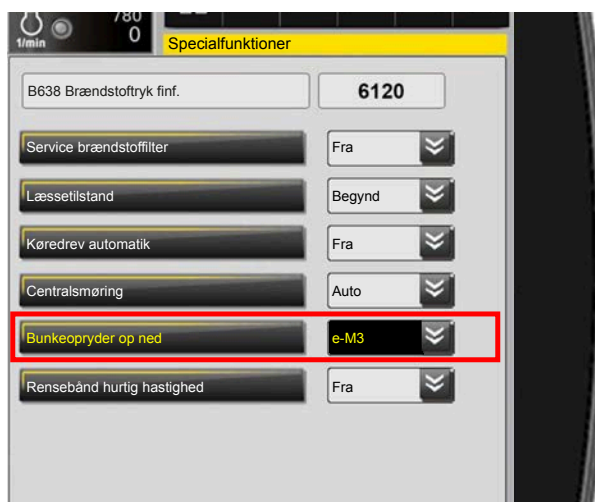 780
1/min
0
Specialfunktioner
B638 Brændstoftryk finf.
6120
Service brændstoffilter
Fra
Læssetilstand
Begynd
Køredrev automatik
Fra
Centralsmøring
Auto
Bunkeopryder op ned
e-M3
Rensebånd hurtig hastighed
Fra